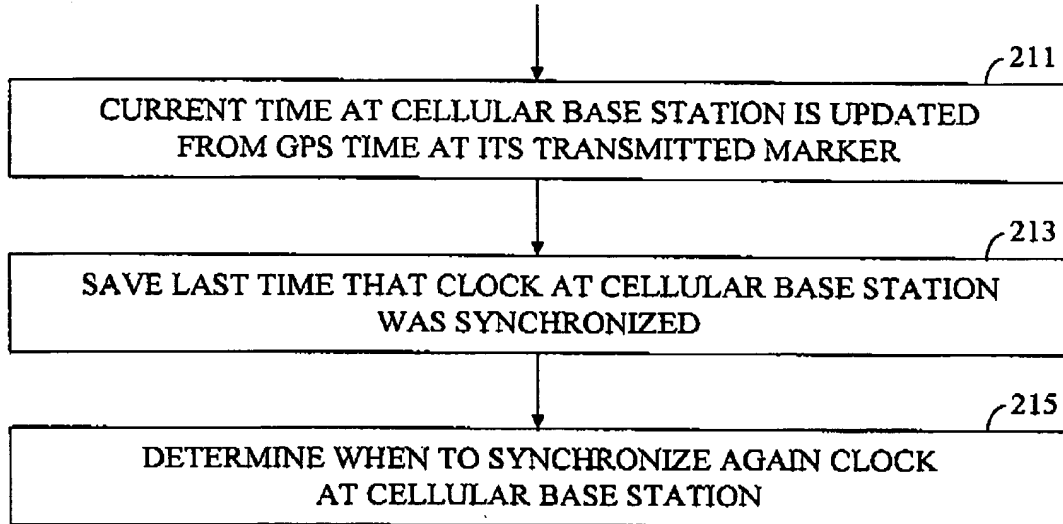 211
CURRENT TIME AT CELLULAR BASE STATION IS UPDATED
FROM GPS TIME AT ITS TRANSMITTED MARKER
213
SAVE LAST TIME THAT CLOCK AT CELLULAR BASE STATION
WAS SYNCHRONIZED
215
DETERMINE WHEN TO SYNCHRONIZE AGAIN CLOCK
AT CELLULAR BASE STATION